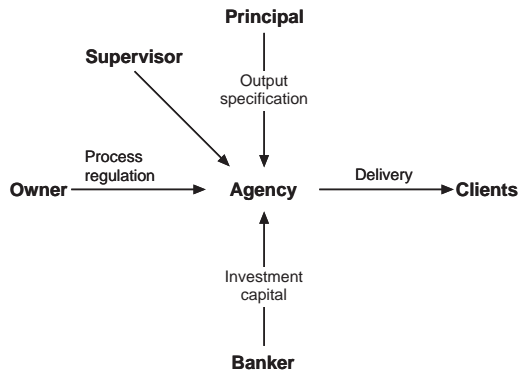 Principal
Supervisor
Output
specification
Process
regulation
Owner
Agency
Delivery
Clients
Investment
capital
Banker